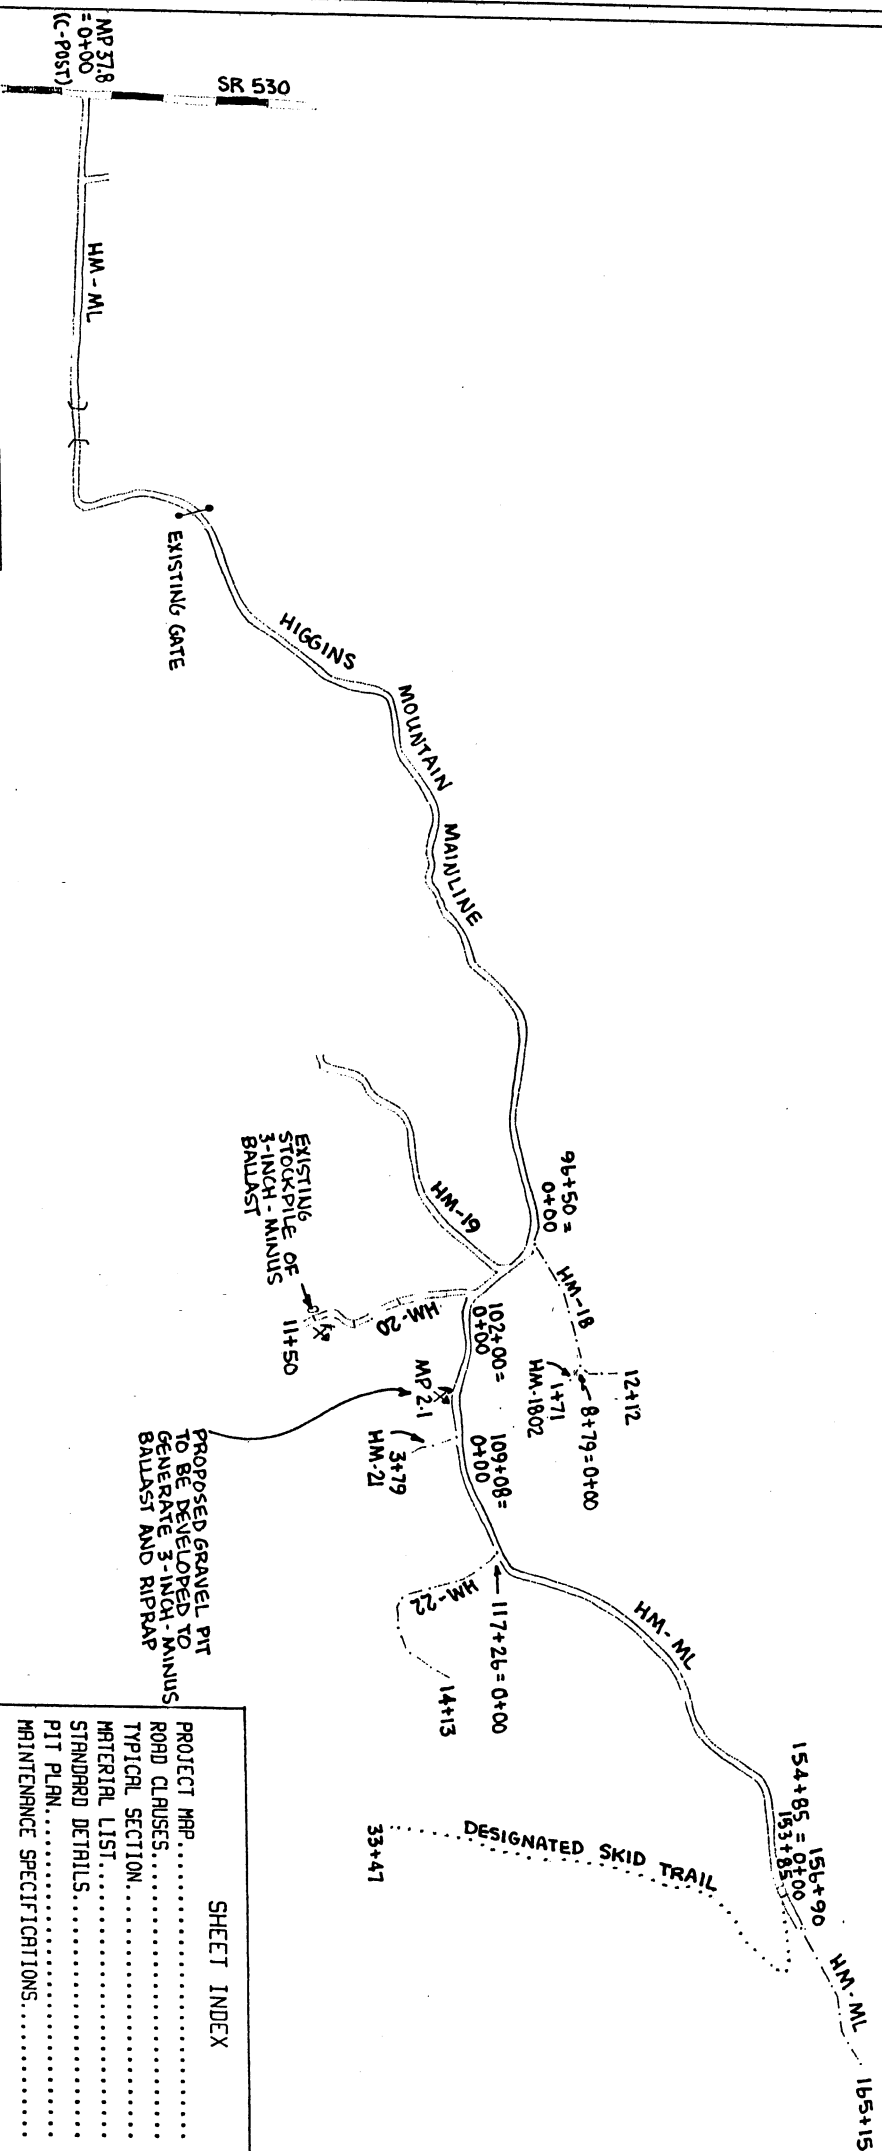 MP 37.8
= 0+00
(C-POST)
SR 530
HM-ML
EXISTING GATE
HIGGINS
MOUNTAIN
MAINLINE
96+50 =
0+00
HM-19
HM-18
EXISTING
STOCKPILE OF
3-INCH-MINUS
BALLAST
HM-20
11+50
102+00 =
0+00
12+12
8+79 = 0+00
1+71
HM-1802
MP 2.1
3+79
HM-21
109+08 =
0+00
PROPOSED GRAVEL PIT
TO BE DEVELOPED TO
GENERATE 3-INCH-MINUS
BALLAST AND RIPRAP
HM-22
117+26 = 0+00
14+13
HM-ML
DESIGNATED SKID TRAIL
33+47
156+90
154+85 = 0+00
153+85
HM-ML
165+15
SHEET INDEX
PROJECT MAP
ROAD CLAUSES
TYPICAL SECTION
MATERIAL LIST
STANDARD DETAILS
PIT PLAN
MAINTENANCE SPECIFICATIONS